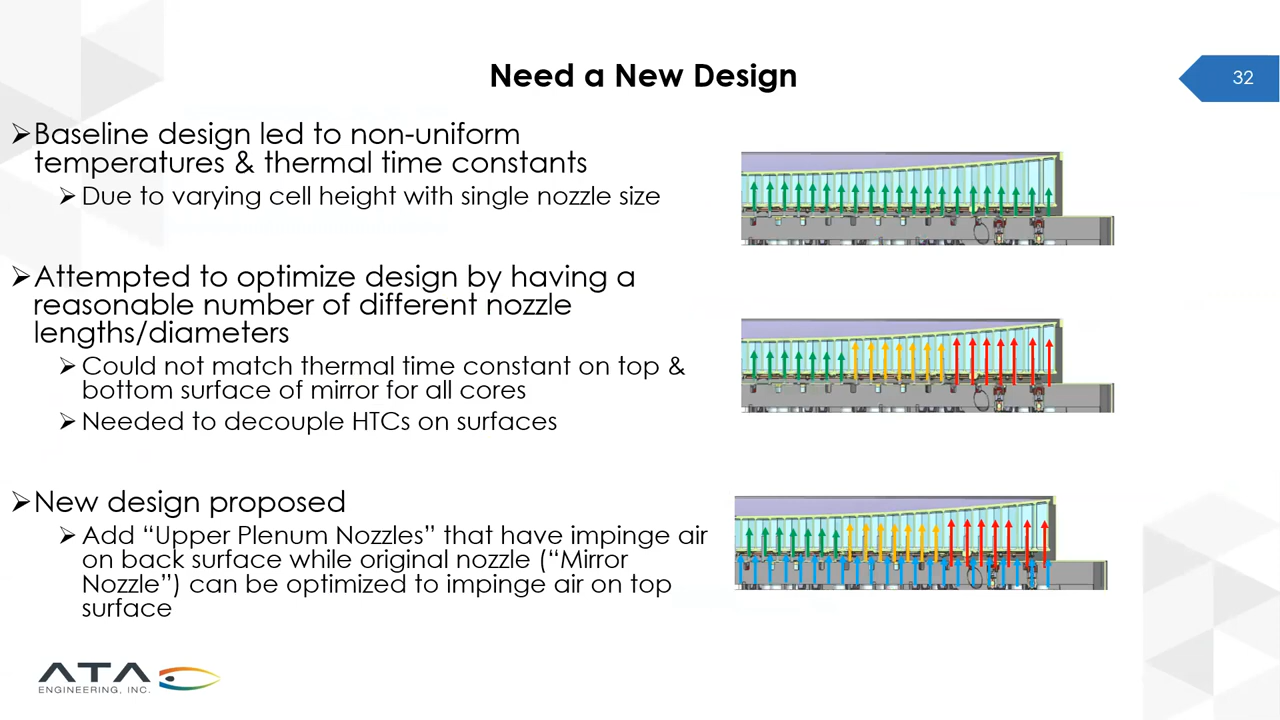 Need a New Design
32
➢Baseline design led to non-uniform
temperatures & thermal time constants
➢Due to varying cell height with single nozzle size
➢Attempted to optimize design by having a
reasonable number of different nozzle
lengths/diameters
➢Could not match thermal time constant on top &
bottom surface of mirror for all cores
➢Needed to decouple HTCs on surfaces
➢New design proposed
➢Add “Upper Plenum Nozzles” that have impinge air
on back surface while original nozzle (“Mirror
Nozzle”) can be optimized to impinge air on top
surface
ATA
ENGINEERING, INC.